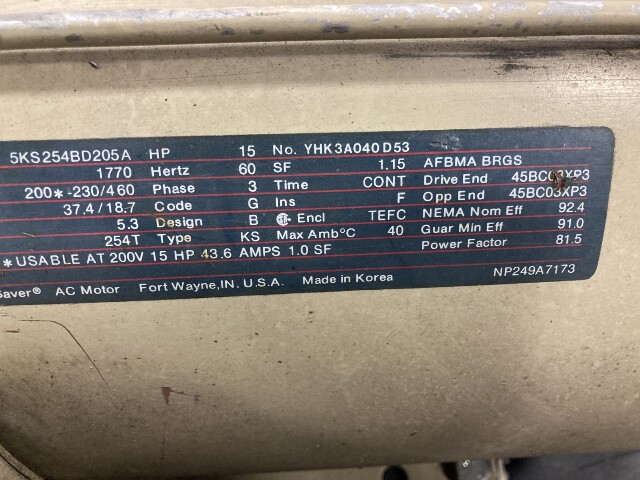 5KS254BD205A HP 15 No. YHK3A040D53
1770 Hertz 60 SF 1.15 AFBMA BRGS
200*-230/460 Phase 3 Time CONT Drive End 45BC03XP3
37.4/18.7 Code G Ins F Opp End 45BC03XP3
5.3 Design B Encl TEFC NEMA Nom Eff 92.4
254T Type KS Max Amb°C 40 Guar Min Eff 91.0
*USABLE AT 200V 15 HP 43.6 AMPS 1.0 SF Power Factor 81.5
Saver® AC Motor Fort Wayne,IN. U.S.A. Made in Korea NP249A7173